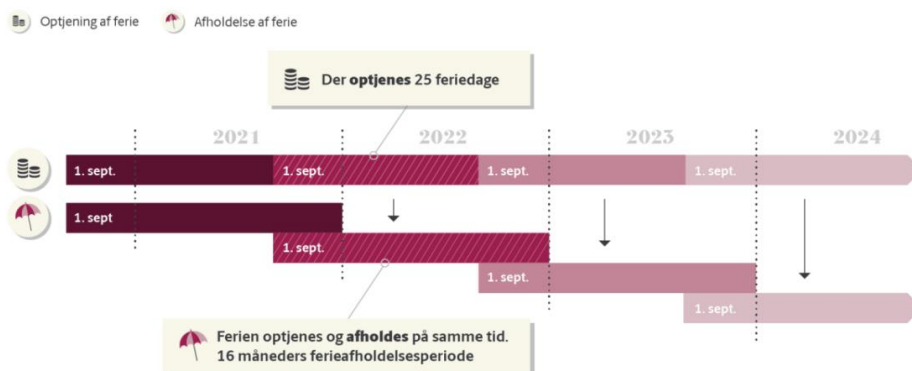 Optjening af ferie
Afholdelse af ferie
Der optjenes 25 feriedage
2021
2022
2023
2024
1. sept.
1. sept.
1. sept.
1. sept.
1. sept
1. sept.
1. sept.
1. sept.
Ferien optjenes og afholdes på samme tid.
16 måneders ferieafholdelsesperiode